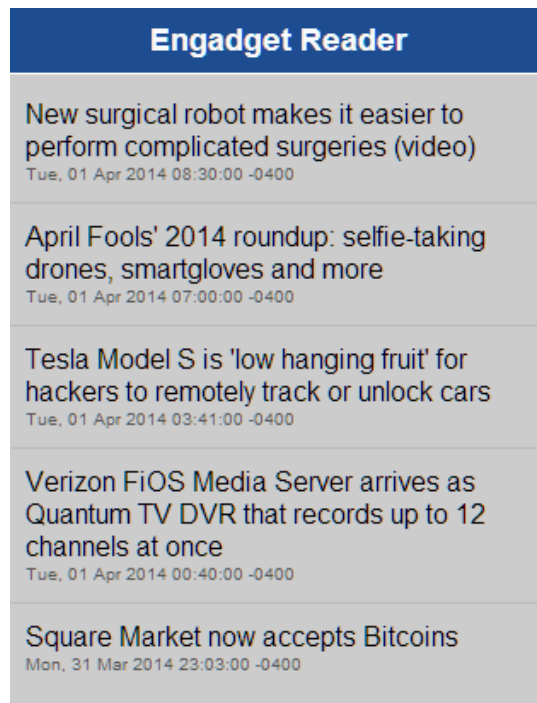 Engadget Reader
New surgical robot makes it easier to
perform complicated surgeries (video)
Tue, 01 Apr 2014 08:30:00 -0400
April Fools' 2014 roundup: selfie-taking
drones, smartgloves and more
Tue, 01 Apr 2014 07:00:00 -0400
Tesla Model S is 'low hanging fruit' for
hackers to remotely track or unlock cars
Tue, 01 Apr 2014 03:41:00 -0400
Verizon FiOS Media Server arrives as
Quantum TV DVR that records up to 12
channels at once
Tue, 01 Apr 2014 00:40:00 -0400
Square Market now accepts Bitcoins
Mon, 31 Mar 2014 23:03:00 -0400